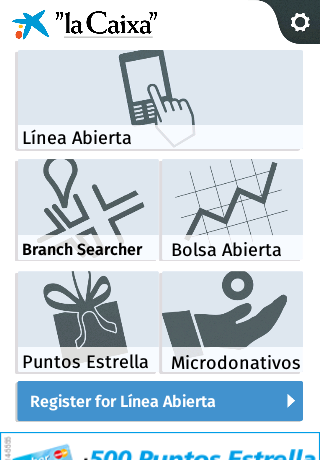 "la Caixa"
Línea Abierta
Branch Searcher
Bolsa Abierta
Puntos Estrella
Microdonativos
Register for Línea Abierta
+500 Puntos Estrella